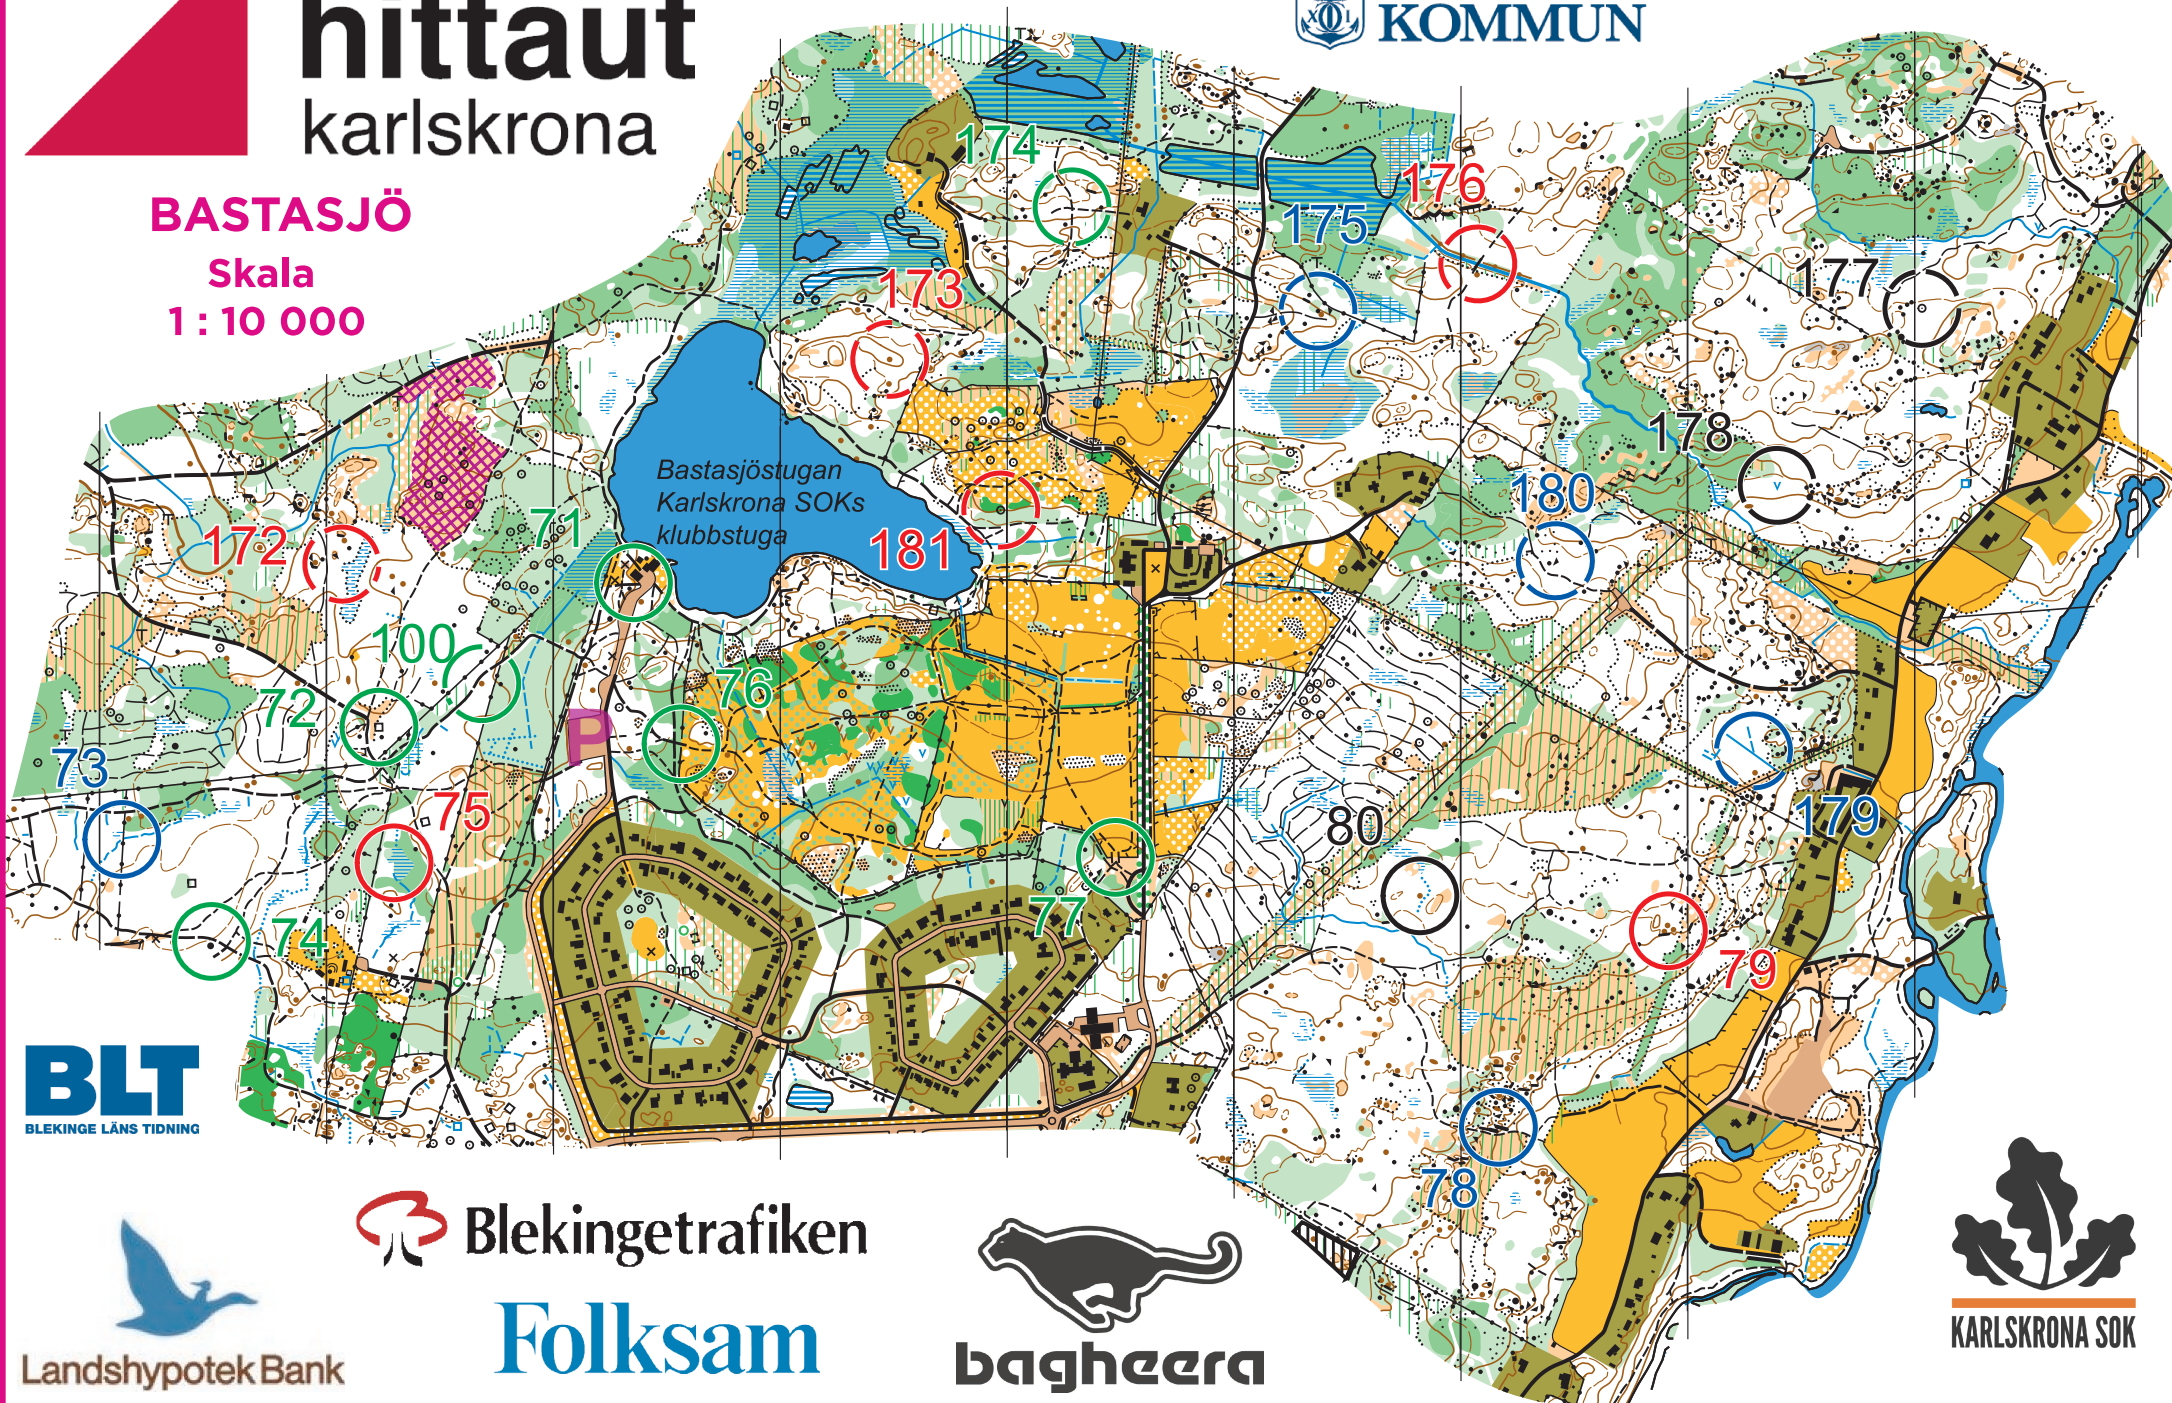 hittaut
karlskrona
KOMMUN
BASTASJÖ
Skala
1 : 10 000
174
176
175
173
177
178
Bastasjöstugan
Karlskrona SOKs
klubbstuga
180
71
172
181
100
76
72
P
73
75
179
80
77
74
79
78
BLT
BLEKINGE LÄNS TIDNING
Blekingetrafiken
Folksam
Landshypotek Bank
bagheera
KARLSKRONA SOK